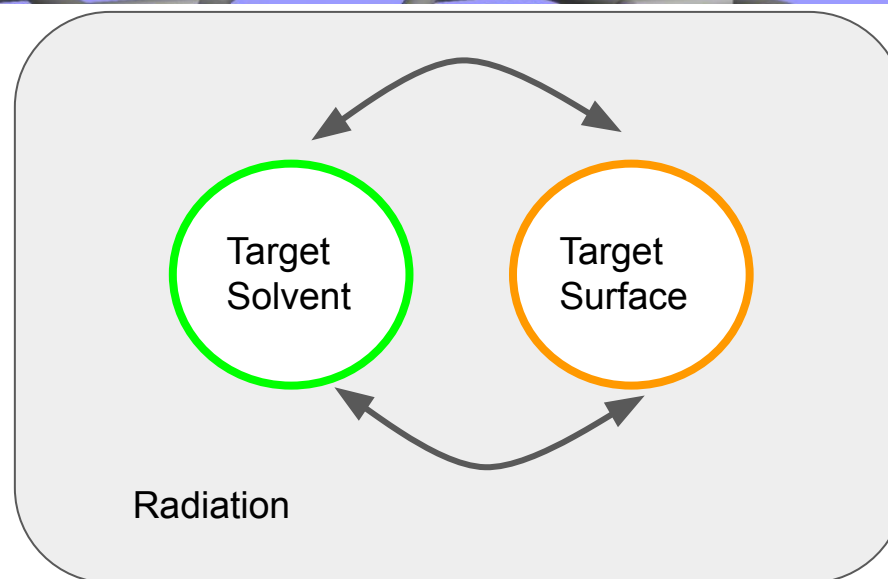 Target
Solvent
Target
Surface
Radiation